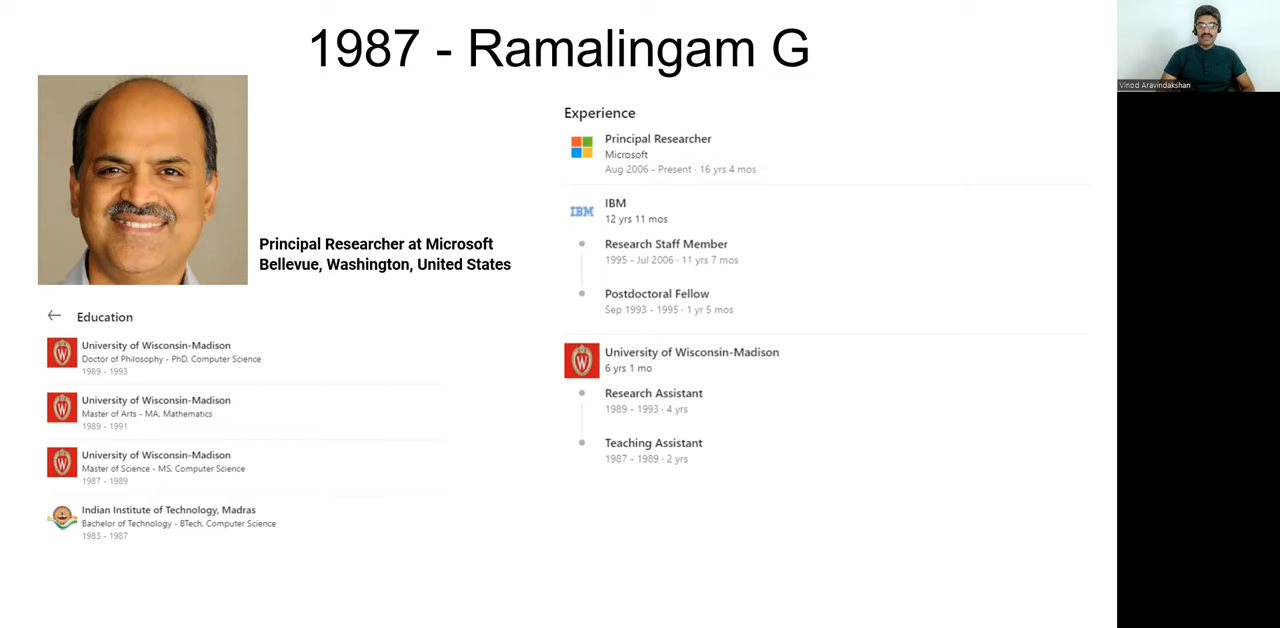 1987 - Ramalingam G
Vinod Aravindakshan
Principal Researcher at Microsoft
Bellevue, Washington, United States
Education
University of Wisconsin-Madison
Doctor of Philosophy - PhD, Computer Science
1989 - 1993
University of Wisconsin-Madison
Master of Arts - MA, Mathematics
1989 - 1991
University of Wisconsin-Madison
Master of Science - MS, Computer Science
1987 - 1989
Indian Institute of Technology, Madras
Bachelor of Technology - BTech, Computer Science
1983 - 1987
Experience
Principal Researcher
Microsoft
Aug 2006 - Present · 16 yrs 4 mos
IBM
IBM
12 yrs 11 mos
Research Staff Member
1995 - Jul 2006 · 11 yrs 7 mos
Postdoctoral Fellow
Sep 1993 - 1995 · 1 yr 5 mos
University of Wisconsin-Madison
6 yrs 1 mo
Research Assistant
1989 - 1993 · 4 yrs
Teaching Assistant
1987 - 1989 · 2 yrs